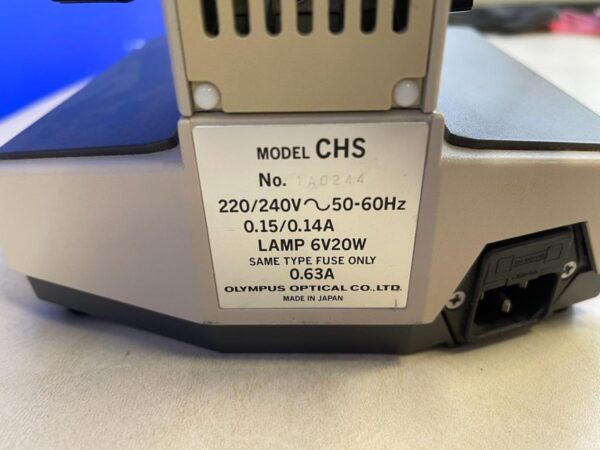 MODEL CHS
No. 1A0244
220/240V～50-60Hz
0.15/0.14A
LAMP 6V20W
SAME TYPE FUSE ONLY
0.63A
OLYMPUS OPTICAL CO.,LTD.
MADE IN JAPAN